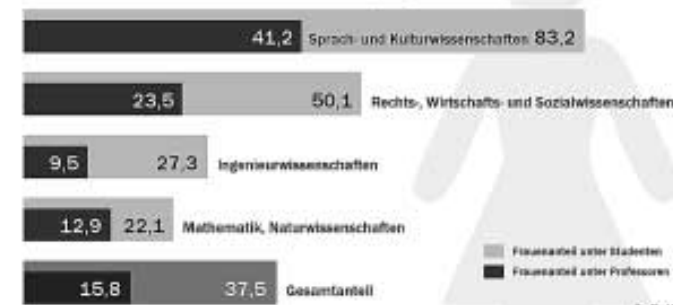 41,2 Sprach- und Kulturwissenschaften 83,2
23,5 50,1 Rechts-, Wirtschafts- und Sozialwissenschaften
9,5 27,3 Ingenieurwissenschaften
12,9 22,1 Mathematik, Naturwissenschaften
Frauenanteil unter Studenten
Frauenanteil unter Professoren
15,8 37,5 Gesamtanteil